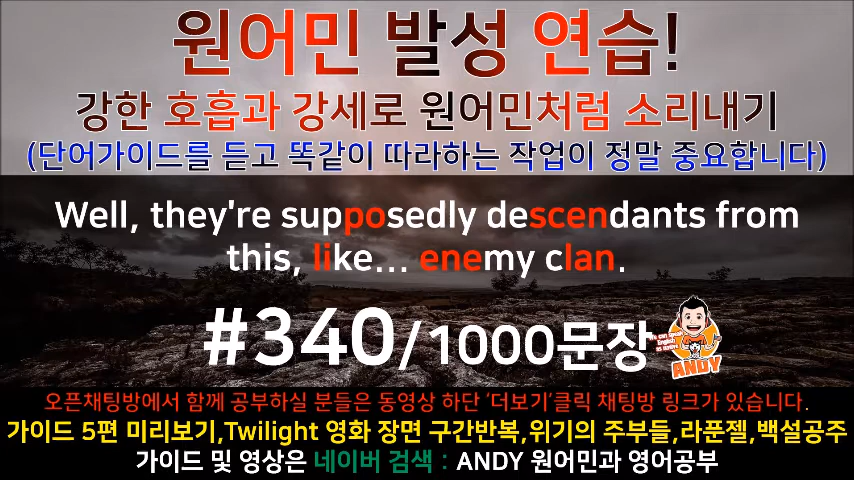 원어민 발성 연습!
강한 호흡과 강세로 원어민처럼 소리내기
(단어가이드를 듣고 똑같이 따라하는 작업이 정말 중요합니다)
Well, they're supposedly descendants from
this, like... enemy clan.
#340/1000문장
We can speak
English
as native
ANDY
오픈채팅방에서 함께 공부하실 분들은 동영상 하단 '더보기'클릭 채팅방 링크가 있습니다.
가이드 5편 미리보기,Twilight 영화 장면 구간반복,위기의 주부들,라푼젤,백설공주
가이드 및 영상은 네이버 검색 : ANDY 원어민과 영어공부